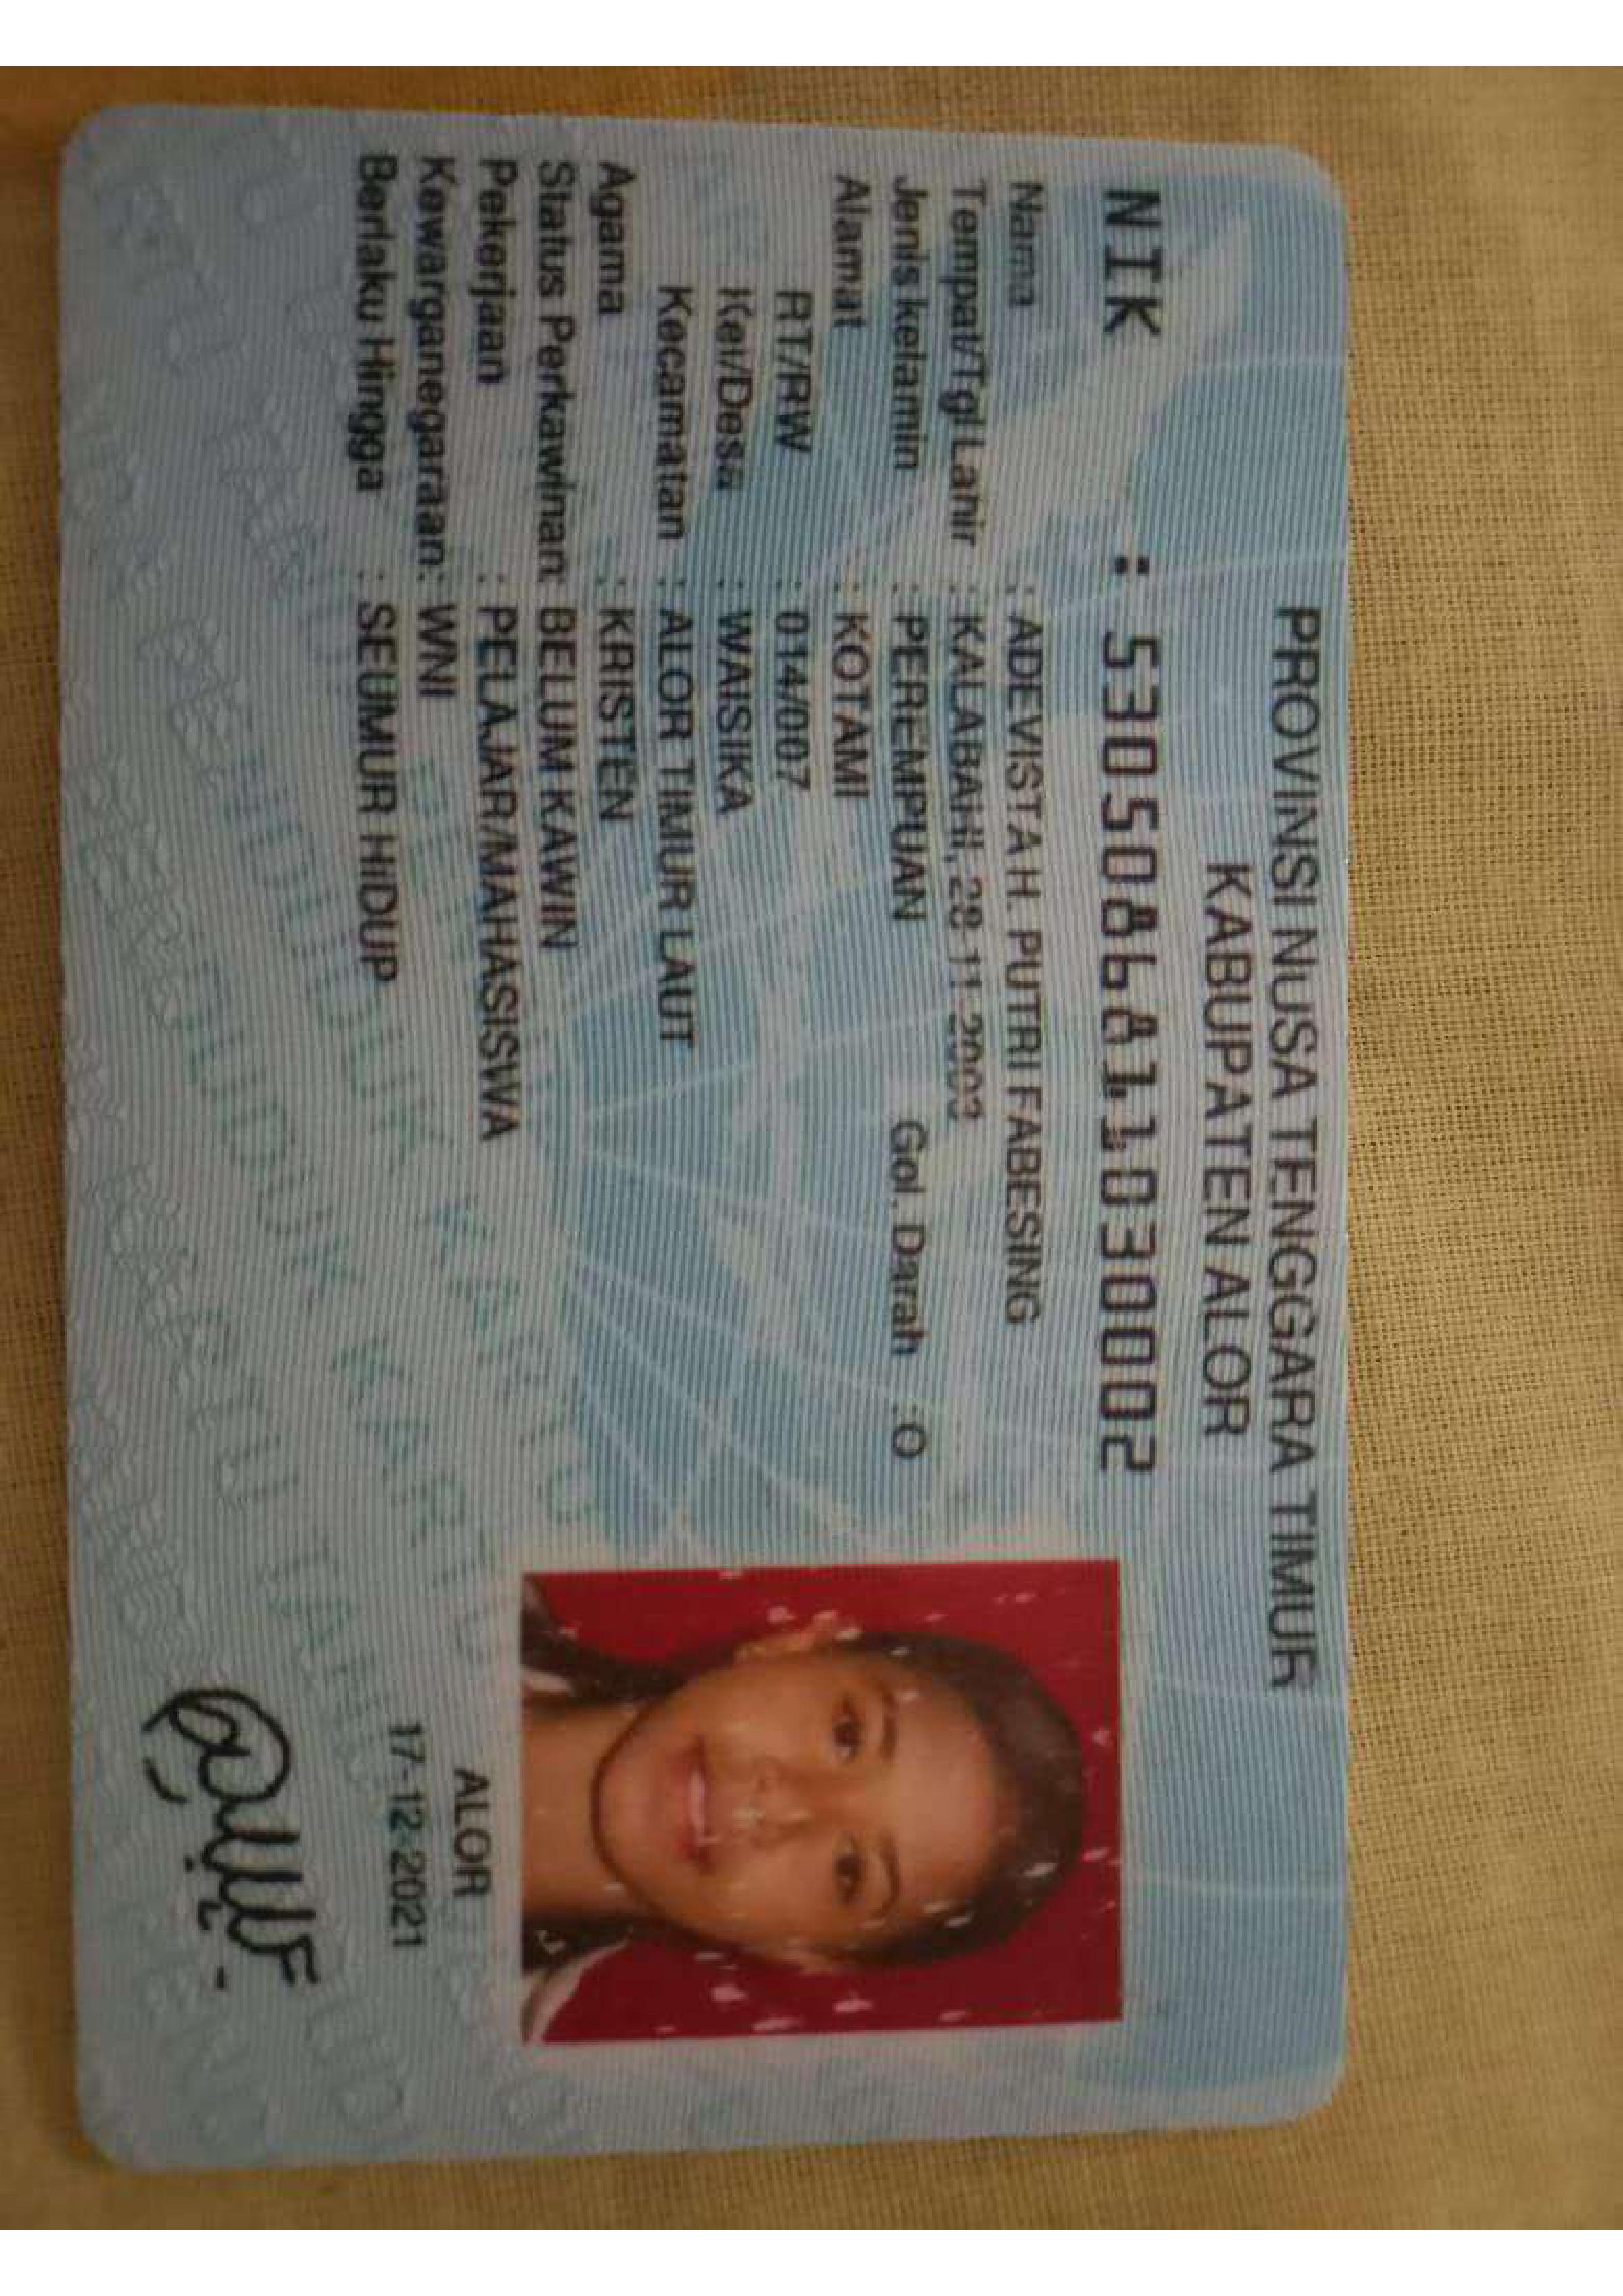 PROVINSI NUSA TENGGARA TIMUR
KABUPATEN ALOR
NIK : 5305086811030002
Nama : ADEVISTA H. PUTRI FABESING
Tempat/Tgl Lahir : KALABAHI, 28-11-2003
Jenis kelamin : PEREMPUAN Gol. Darah : O
Alamat : KOTAMI
RT/RW : 014/007
Kel/Desa : WAISIKA
Kecamatan : ALOR TIMUR LAUT
Agama : KRISTEN
Status Perkawinan: BELUM KAWIN
Pekerjaan : PELAJAR/MAHASISWA
Kewarganegaraan: WNI
Berlaku Hingga : SEUMUR HIDUP
ALOR
17-12-2021